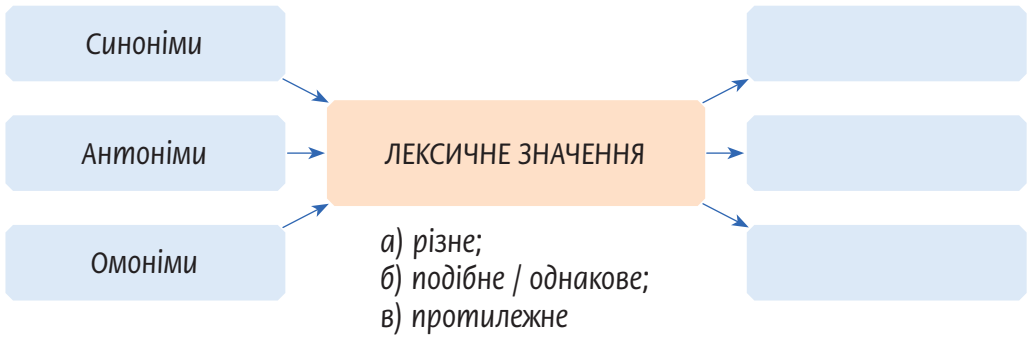 Синоніми
Антоніми
Омоніми
ЛЕКСИЧНЕ ЗНАЧЕННЯ
а) різне;
б) подібне / однакове;
в) протилежне